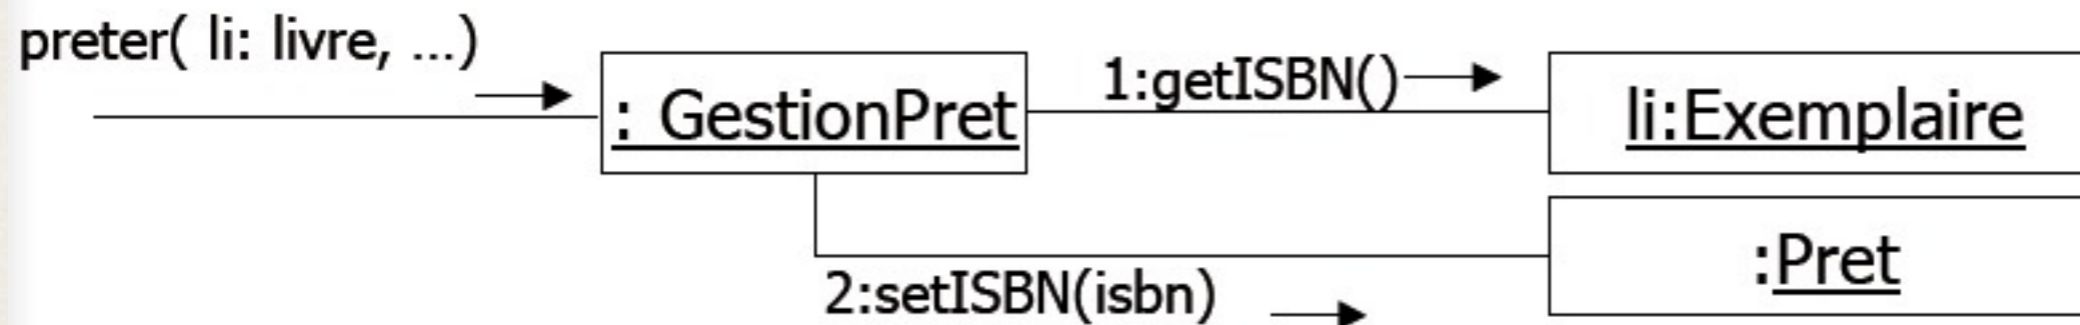 preter( li: livre, ...)
1:getISBN()
: GestionPret
li:Exemplaire
:Pret
2:setISBN(isbn)